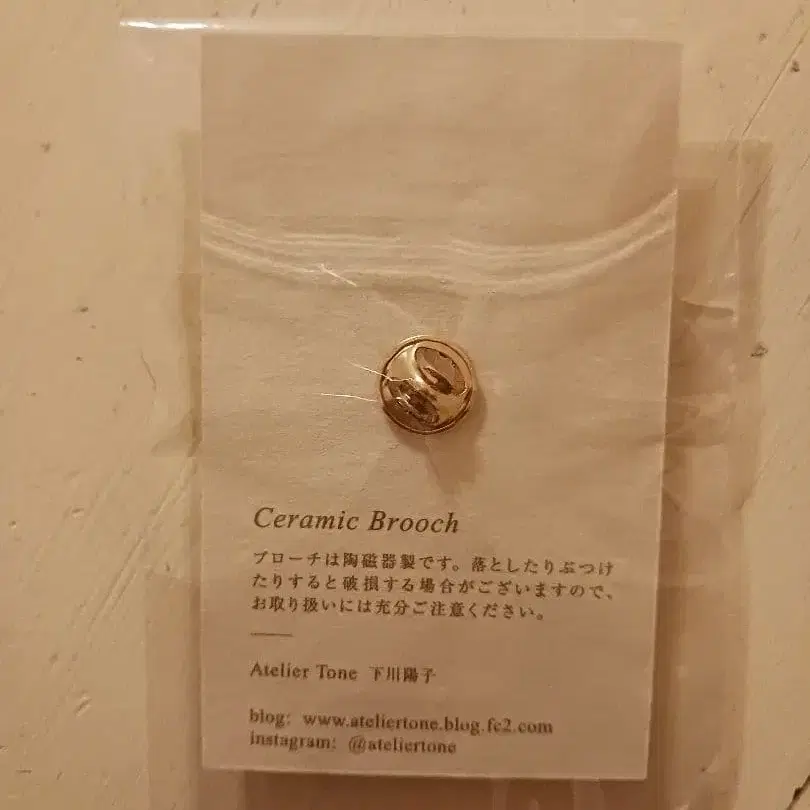 Ceramic Brooch
ブローチは陶磁器製です。落としたりぶつけ
たりすると破損する場合がございますので、
お取り扱いには充分ご注意ください。
Atelier Tone 下川陽子
blog: www.ateliertone.blog.fc2.com
instagram: @ateliertone